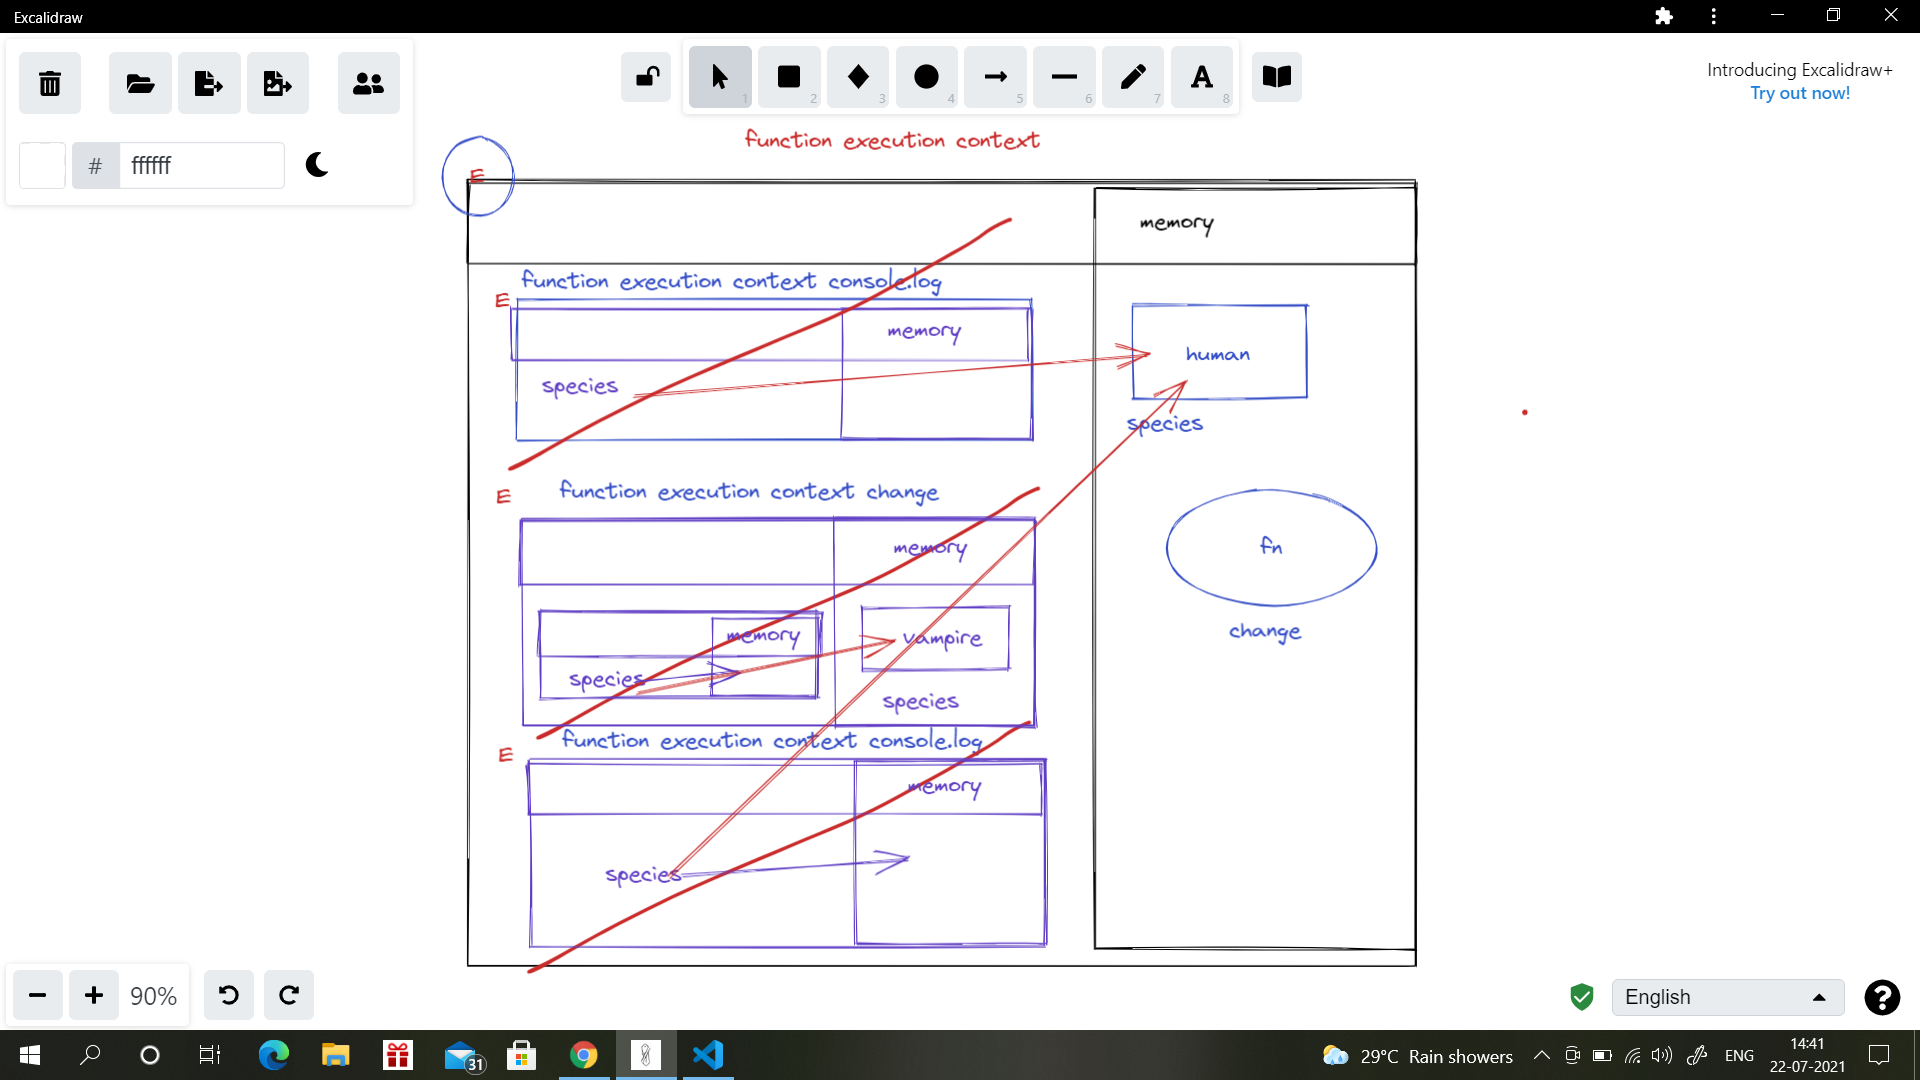 Excalidraw
Introducing Excalidraw+
Try out now!
1
2
3
4
5
6
7
8
# ffffff
function execution context
E
memory
function execution context console.log
E
memory
human
species
species
E
function execution context change
memory
fn
memory
vampire
change
species
species
function execution context console.log
E
memory
species
90%
English
?
31
29°C Rain showers
ENG
14:41
22-07-2021